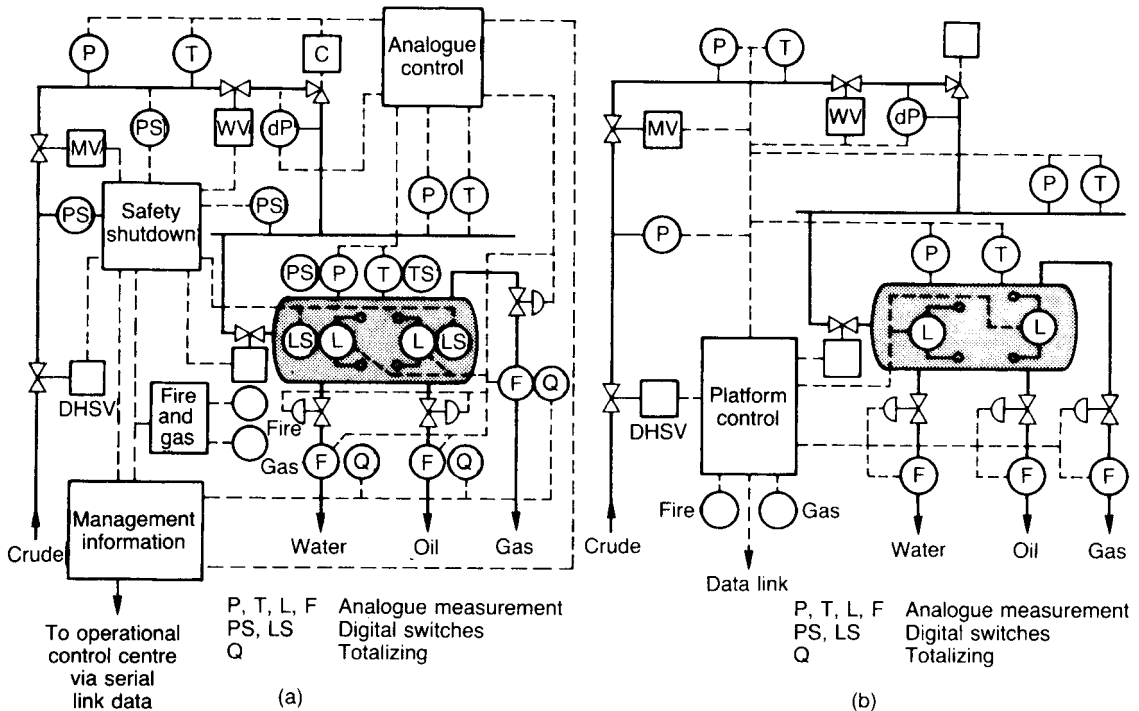 P
T
C
Analogue
control
PS
WV
dP
MV
PS
Safety
shutdown
PS
P
T
PS
P
T
TS
LS
L
L
LS
DHSV
Fire
and
gas
Fire
Gas
F
Q
F
Q
F
Q
Management
information
Crude
Water
Oil
Gas
To operational
control centre
via serial
link data
P, T, L, F Analogue measurement
PS, LS Digital switches
Q Totalizing
(a)
P
T
WV
dP
MV
P
T
P
P
T
L
L
DHSV
Platform
control
F
F
F
Fire
Gas
Crude
Water
Oil
Gas
Data link
P, T, L, F Analogue measurement
PS, LS Digital switches
Q Totalizing
(b)